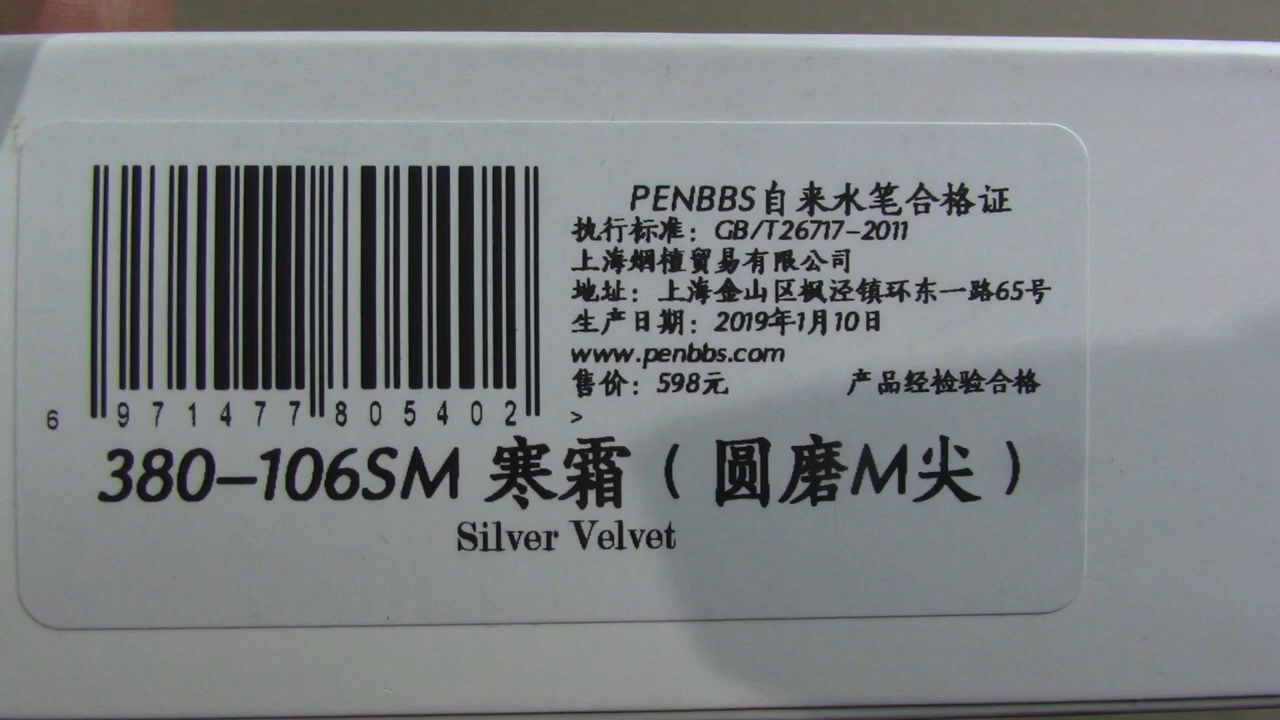 PENBBS自来水笔合格证
执行标准：GB/T26717-2011
上海烟植贸易有限公司
地址：上海金山区枫泾镇环东一路65号
生产日期：2019年1月10日
www.penbbs.com
售价：598元 产品经检验合格
6 971477 805402 >
380-106SM 寒霜（圆磨M尖）
Silver Velvet